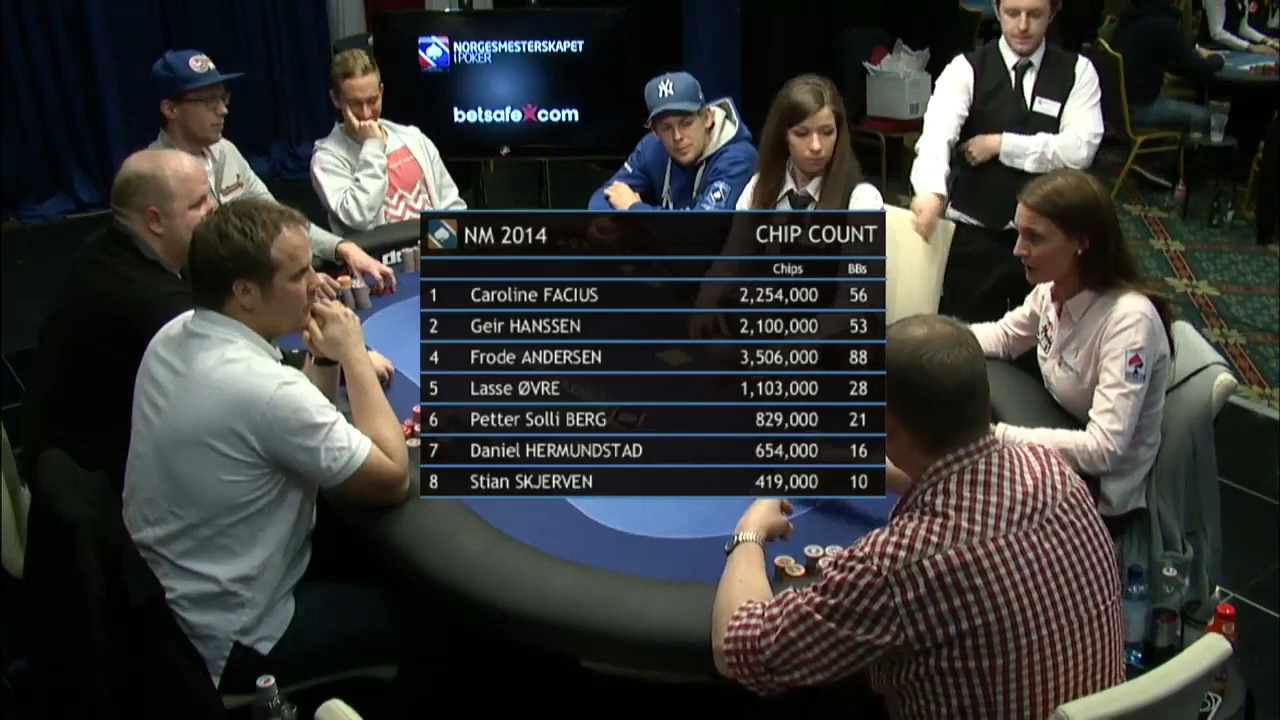 NORGESMESTERSKAPET
I POKER
betsafe.com
NY
NM 2014 CHIP COUNT
Chips BBs
1 Caroline FACIUS 2,254,000 56
2 Geir HANSSEN 2,100,000 53
4 Frode ANDERSEN 3,506,000 88
5 Lasse ØVRE 1,103,000 28
6 Petter Solli BERG 829,000 21
7 Daniel HERMUNDSTAD 654,000 16
8 Stian SKJERVEN 419,000 10